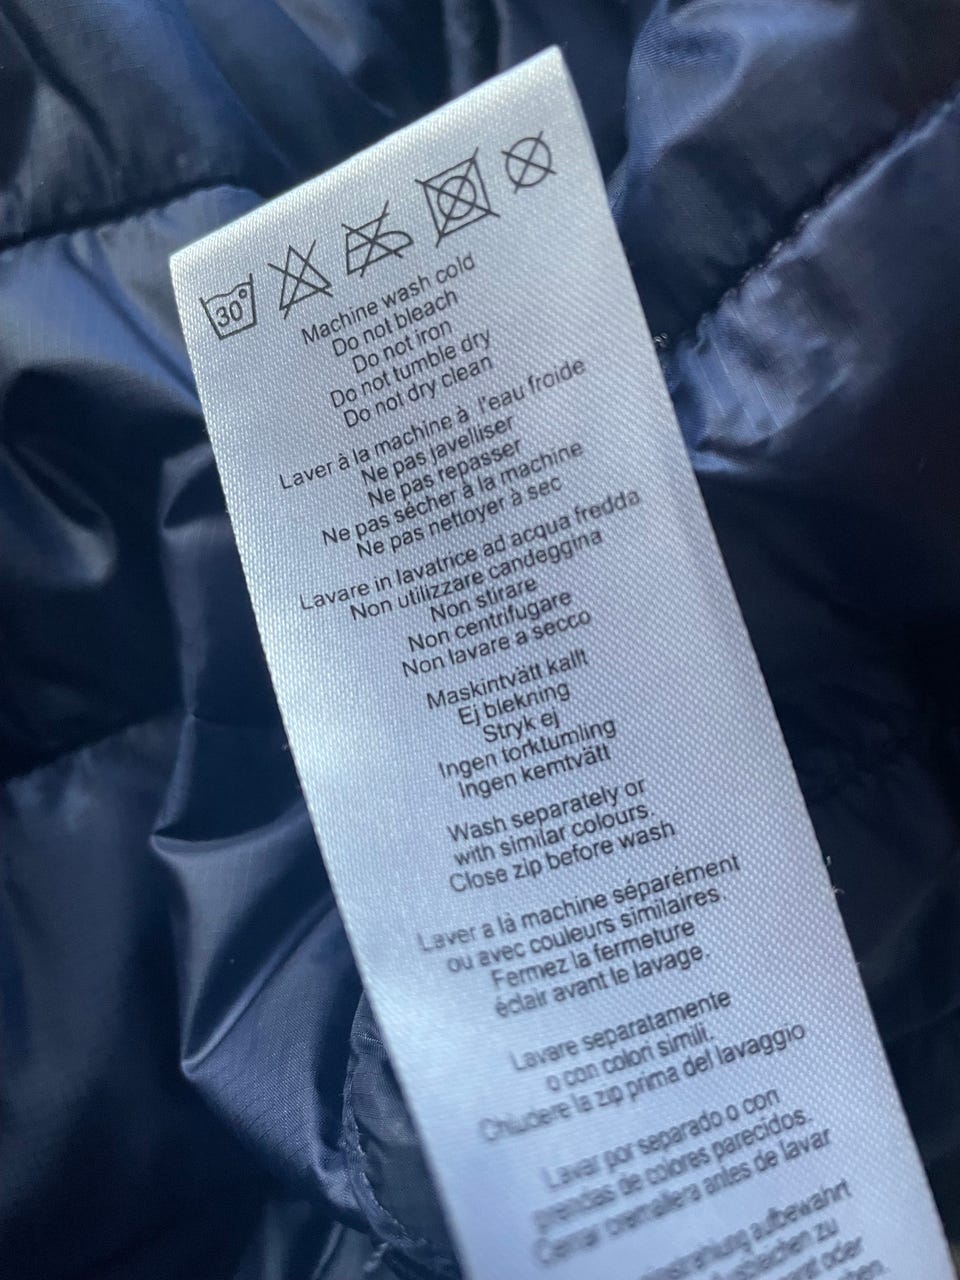 30°
Machine wash cold
Do not bleach
Do not iron
Do not tumble dry
Do not dry clean
Laver à la machine à l'eau froide
Ne pas javelliser
Ne pas repasser
Ne pas sécher à la machine
Ne pas nettoyer à sec
Lavare in lavatrice ad acqua fredda
Non utilizzare candeggina
Non stirare
Non centrifugare
Non lavare a secco
Maskintvätt kallt
Ej blekning
Stryk ej
Ingen torktumling
Ingen kemtvätt
Wash separately or
with similar colours.
Close zip before wash
Laver a là machine séparément
ou avec couleurs similaires.
Fermez la fermeture
éclair avant le lavage.
Lavare separatamente
o con colori simili.
Chiudere la zip prima del lavaggio
Lavar por separado o con
prendas de colores parecidos.
Cerrar cremallera antes de lavar
aufbewahrt
zu
oder